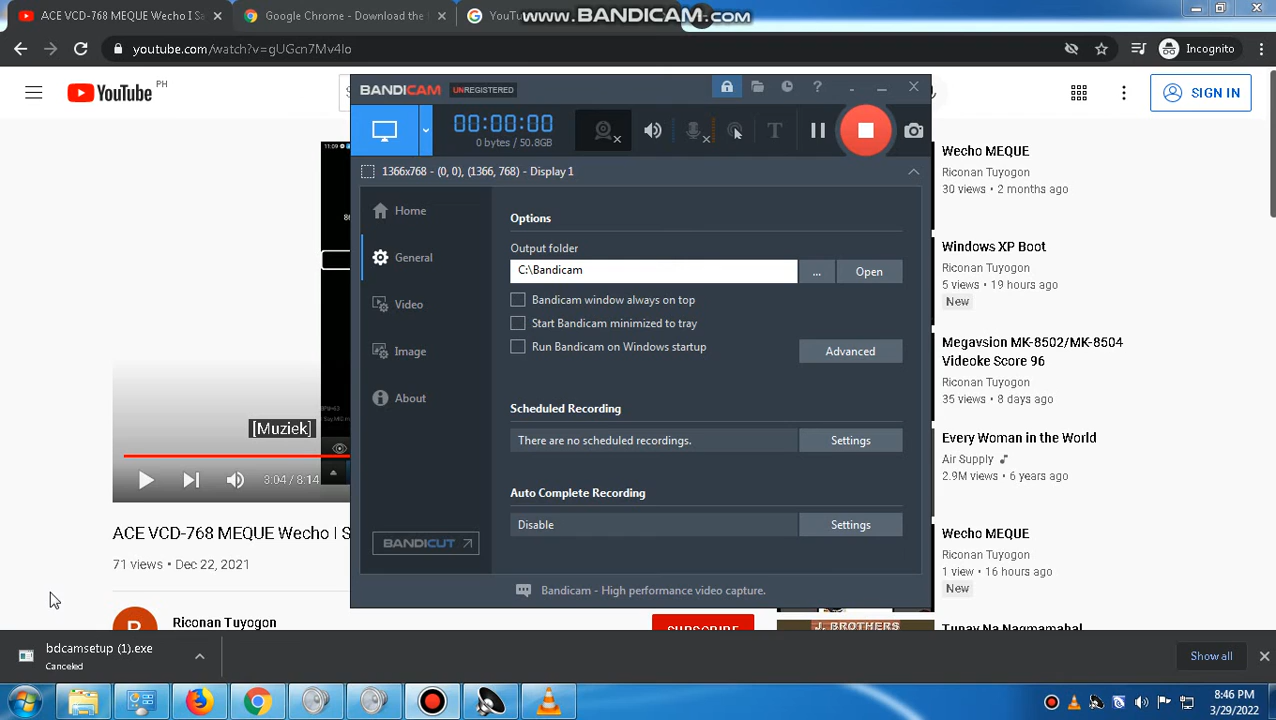 ACE VCD-768 MEQUE Wecho I S
Google Chrome - Download the
YouTu
www.BANDICAM.com
youtube.com/watch?v=gUGcn7Mv4Io
Incognito
YouTube PH
SIGN IN
BANDICAM UNREGISTERED
?
00:00:00
0 bytes / 50.8GB
T
1366x768 - (0, 0), (1366, 768) - Display 1
Home
General
Video
Image
About
BANDICUT
Options
Output folder
C:\Bandicam
...
Open
Bandicam window always on top
Start Bandicam minimized to tray
Run Bandicam on Windows startup
Advanced
Scheduled Recording
There are no scheduled recordings.
Settings
Auto Complete Recording
Disable
Settings
Bandicam - High performance video capture.
11:09
[Muziek]
3:04 / 3:14
ACE VCD-768 MEQUE Wecho I S
71 views • Dec 22, 2021
R
Riconan Tuyogon
SUBSCRIBE
Wecho MEQUE
Riconan Tuyogon
30 views • 2 months ago
Windows XP Boot
Riconan Tuyogon
5 views • 19 hours ago
New
Megavsion MK-8502/MK-8504
Videoke Score 96
Riconan Tuyogon
35 views • 8 days ago
Every Woman in the World
Air Supply
2.9M views • 6 years ago
Wecho MEQUE
Riconan Tuyogon
1 view • 16 hours ago
New
J. BROTHERS
Tunay Na Nagmamahal
bdcamsetup (1).exe
Canceled
Show all
8:46 PM
3/29/2022